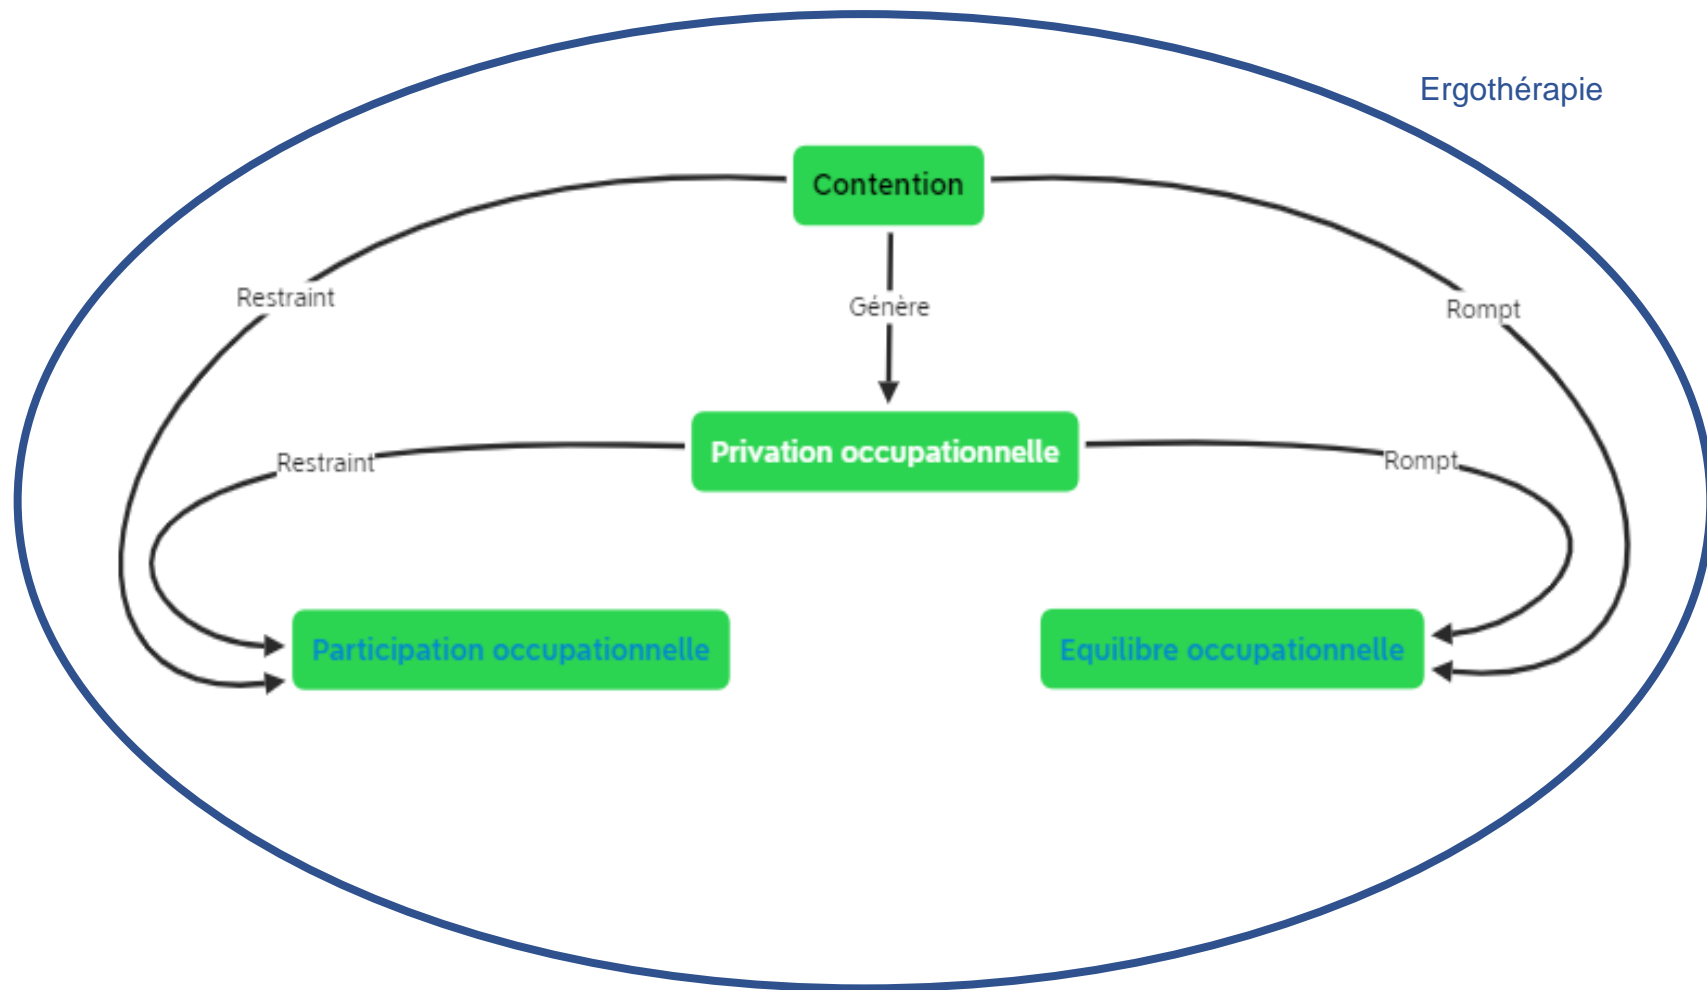 Ergothérapie
Contention
Restraint
Génère
Rompt
Privation occupationnelle
Restraint
Rompt
Participation occupationnelle
Equilibre occupationnelle